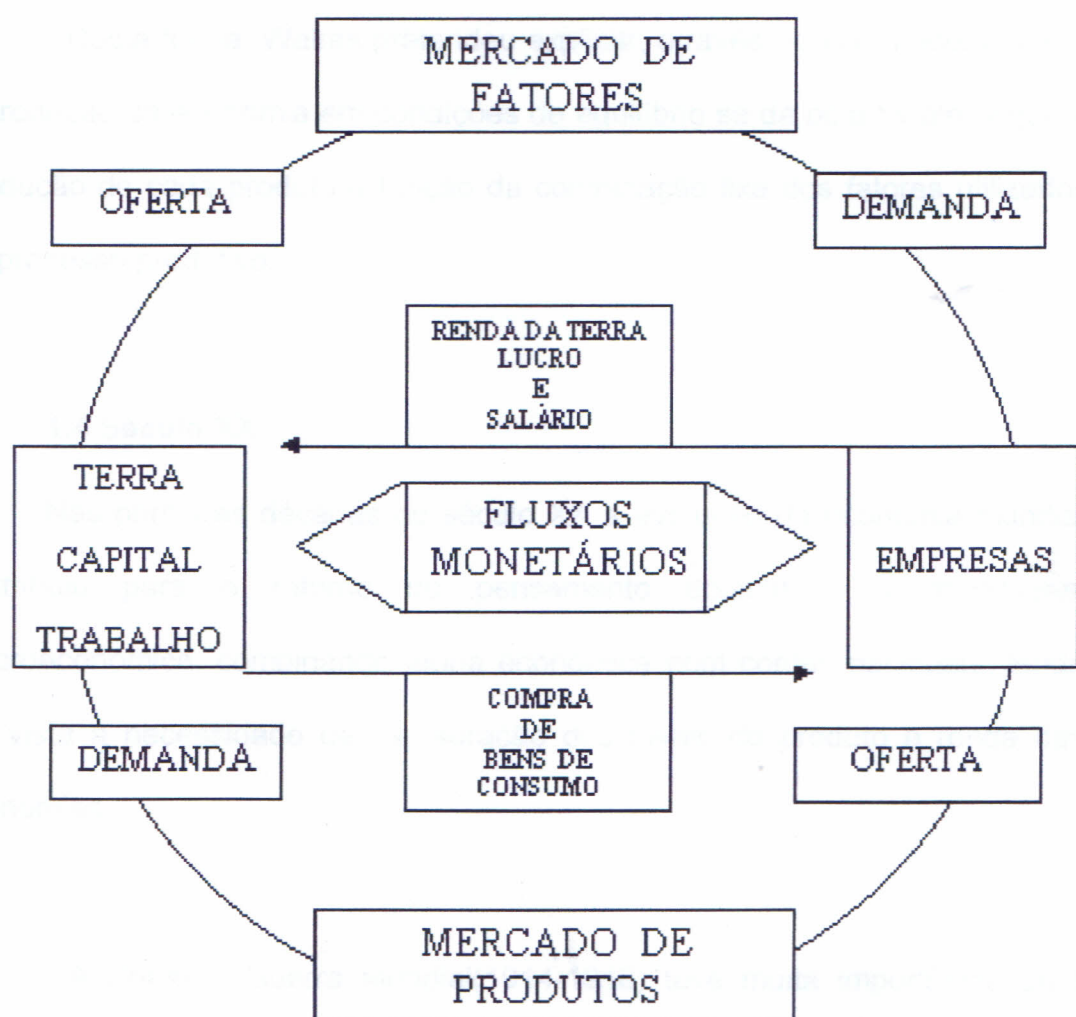 MERCADO DE
FATORES
OFERTA
DEMANDA
RENDA DA TERRA
LUCRO
E
SALÁRIO
TERRA
CAPITAL
TRABALHO
FLUXOS
MONETÁRIOS
EMPRESAS
COMPRA
DE
BENS DE
CONSUMO
DEMANDA
OFERTA
MERCADO DE
PRODUTOS